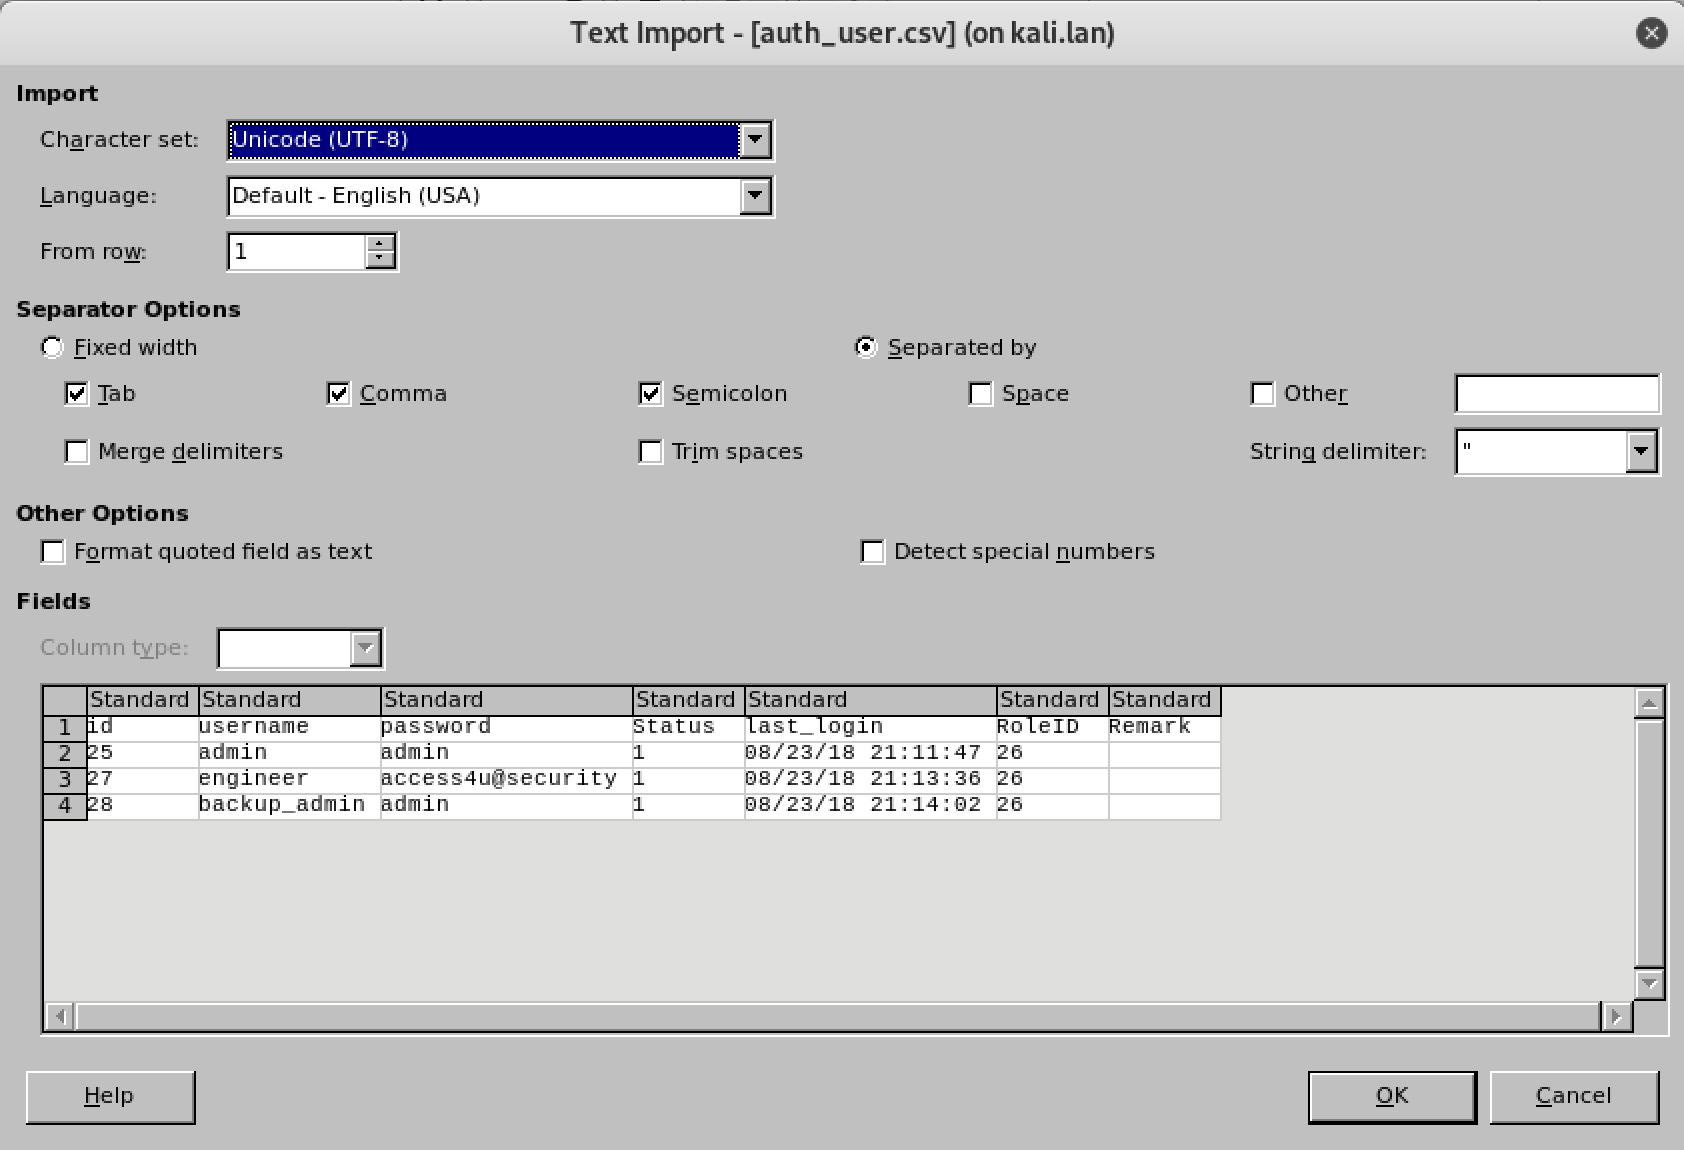 Text Import - [auth_user.csv] (on kali.lan)
Import
Character set: Unicode (UTF-8)
Language: Default - English (USA)
From row: 1
Separator Options
Fixed width Separated by
Tab Comma Semicolon Space Other
Merge delimiters Trim spaces String delimiter: "
Other Options
Format quoted field as text Detect special numbers
Fields
Column type:
Standard Standard Standard Standard Standard Standard Standard
1 id username password Status last_login RoleID Remark
2 25 admin admin 1 08/23/18 21:11:47 26
3 27 engineer access4u@security 1 08/23/18 21:13:36 26
4 28 backup_admin admin 1 08/23/18 21:14:02 26
Help OK Cancel